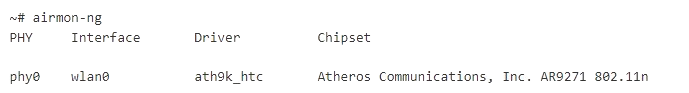 ~# airmon-ng
PHY Interface Driver Chipset
phy0 wlan0 ath9k_htc Atheros Communications, Inc. AR9271 802.11n